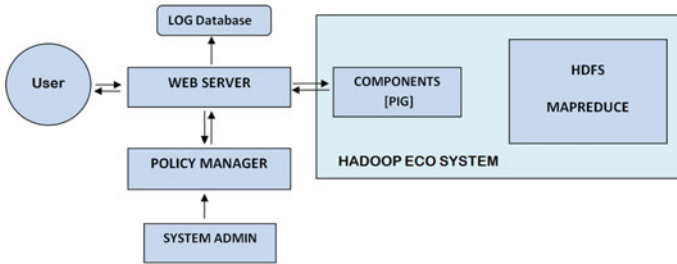 LOG Database
User
WEB SERVER
COMPONENTS
[PIG]
HDFS
MAPREDUCE
POLICY MANAGER
HADOOP ECO SYSTEM
SYSTEM ADMIN